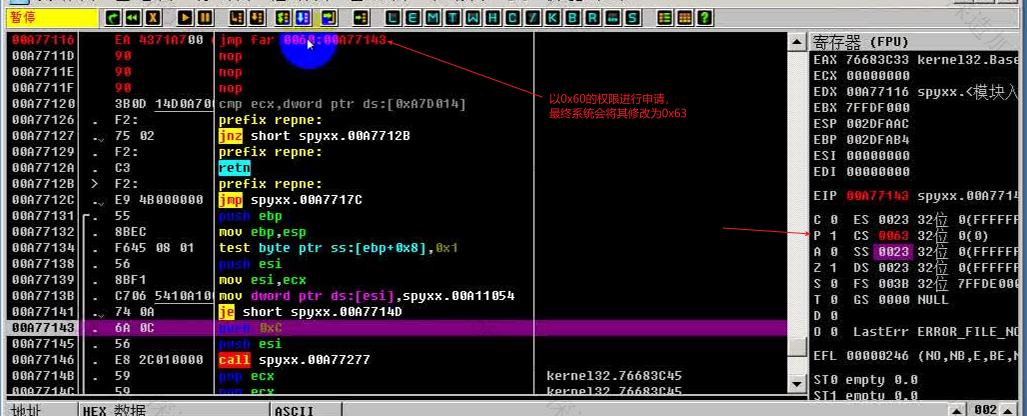 暂停
L E M T W H C / K B R ... S
00A77116 EA 4371A700 jmp far 0060:00A77143
00A7711D 90 nop
00A7711E 90 nop
00A7711F 90 nop
00A77120 3B0D 14D0A70 cmp ecx,dword ptr ds:[0xA7D014]
00A77126 . F2: prefix repne:
00A77127 . 75 02 jnz short spyxx.00A7712B
00A77129 . F2: prefix repne:
00A7712A . C3 retn
00A7712B > F2: prefix repne:
00A7712C . E9 4B000000 jmp spyxx.00A7717C
00A77131 . 55 push ebp
00A77132 . 8BEC mov ebp,esp
00A77134 . F645 08 01 test byte ptr ss:[ebp+0x8],0x1
00A77138 . 56 push esi
00A77139 . 8BF1 mov esi,ecx
00A7713B . C706 5410A10 mov dword ptr ds:[esi],spyxx.00A11054
00A77141 . 74 0A je short spyxx.00A7714D
00A77143 . 6A 0C push 0xC
00A77145 . 56 push esi
00A77146 . E8 2C010000 call spyxx.00A77277
00A7714B . 59 pop ecx kernel32.76683C45
00A7714C . 59 pop ecx kernel32.76683C45
以0x60的权限进行申请,
最终系统会将其修改为0x63
寄存器 (FPU)
EAX 76683C33 kernel32.Base
ECX 00000000
EDX 00A77116 spyxx.<模块入
EBX 7FFDF000
ESP 002DFAAC
EBP 002DFAB4
ESI 00000000
EDI 00000000
EIP 00A77143 spyxx.00A7714
C 0 ES 0023 32位 0(FFFFFF
P 1 CS 0063 32位 0(0)
A 0 SS 0023 32位 0(FFFFFF
Z 1 DS 0023 32位 0(FFFFFF
S 0 FS 003B 32位 7FFDE000
T 0 GS 0000 NULL
D 0
O 0 LastErr ERROR_FILE_NO
EFL 00000246 (NO,NB,E,BE,N
ST0 empty 0.0
ST1 empty 0.0
地址 HEX 数据 ASCII
002